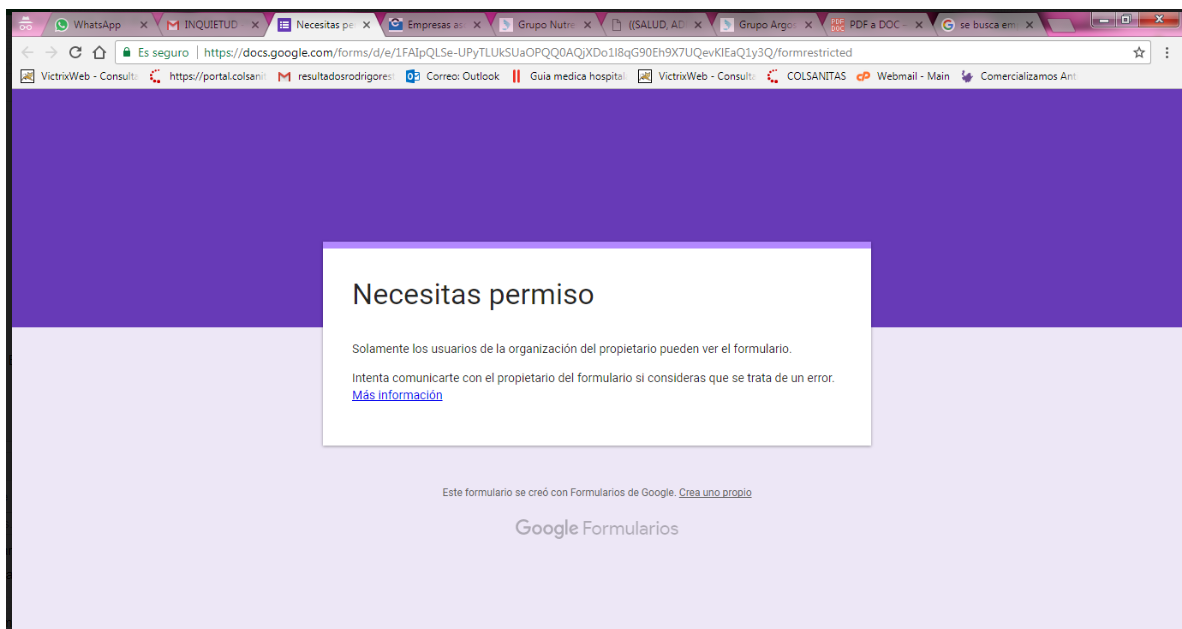 WhatsApp
INQUIETUD
Necesitas pe
Empresas as
Grupo Nutre
((SALUD, AD
Grupo Argos
PDF a DOC –
se busca em
Es seguro | https://docs.google.com/forms/d/e/1FAIpQLSe-UPyTLUkSUaOPQQ0AQjXDo1l8qG90Eh9X7UQevKIEaQ1y3Q/formrestricted
VictrixWeb - Consulta
https://portal.colsanit
resultadosrodrigorest
Correo: Outlook
Guia medica hospital
VictrixWeb - Consulta
COLSANITAS
Webmail - Main
Comercializamos Ant
Necesitas permiso
Solamente los usuarios de la organización del propietario pueden ver el formulario.
Intenta comunicarte con el propietario del formulario si consideras que se trata de un error.
Más información
Este formulario se creó con Formularios de Google. Crea uno propio
Google Formularios